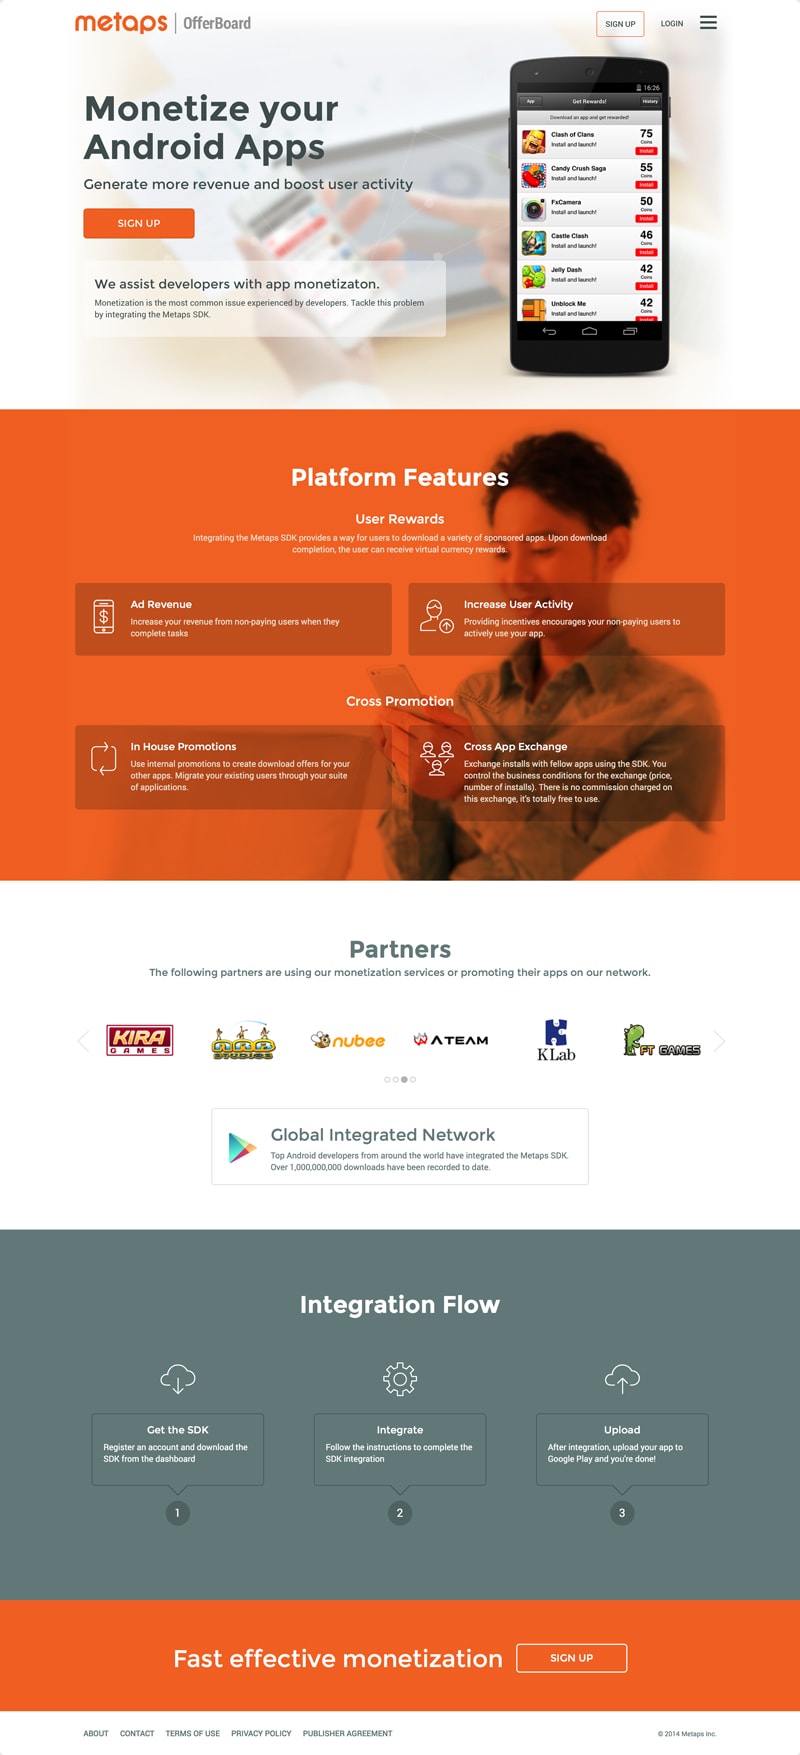 metaps | OfferBoard
SIGN UP
LOGIN
Monetize your
Android Apps
Generate more revenue and boost user activity
SIGN UP
We assist developers with app monetizaton.
Monetization is the most common issue experienced by developers. Tackle this problem
by integrating the Metaps SDK.
16:26
App
Get Rewards!
History
Download an app and get rewarded!
Clash of Clans
Install and launch!
75
Coins
Install
Candy Crush Saga
Install and launch!
55
Coins
Install
FxCamera
Install and launch!
50
Coins
Install
Castle Clash
Install and launch!
46
Coins
Install
Jelly Dash
Install and launch!
42
Coins
Install
Unblock Me
Install and launch!
42
Coins
Install
Platform Features
User Rewards
Integrating the Metaps SDK provides a way for users to download a variety of sponsored apps. Upon download
completion, the user can receive virtual currency rewards.
Ad Revenue
Increase your revenue from non-paying users when they
complete tasks
Increase User Activity
Providing incentives encourages your non-paying users to
actively use your app.
Cross Promotion
In House Promotions
Use internal promotions to create download offers for your
other apps. Migrate your existing users through your suite
of applications.
Cross App Exchange
Exchange installs with fellow apps using the SDK. You
control the business conditions for the exchange (price,
number of installs). There is no commission charged on
this exchange, it's totally free to use.
Partners
The following partners are using our monetization services or promoting their apps on our network.
KIRA
GAMES
STUDIOS
nubee
ATEAM
KLab
FT GAMES
Global Integrated Network
Top Android developers from around the world have integrated the Metaps SDK.
Over 1,000,000,000 downloads have been recorded to date.
Integration Flow
Get the SDK
Register an account and download the
SDK from the dashboard
1
Integrate
Follow the instructions to complete the
SDK integration
2
Upload
After integration, upload your app to
Google Play and you're done!
3
Fast effective monetization
SIGN UP
ABOUT
CONTACT
TERMS OF USE
PRIVACY POLICY
PUBLISHER AGREEMENT
© 2014 Metaps Inc.